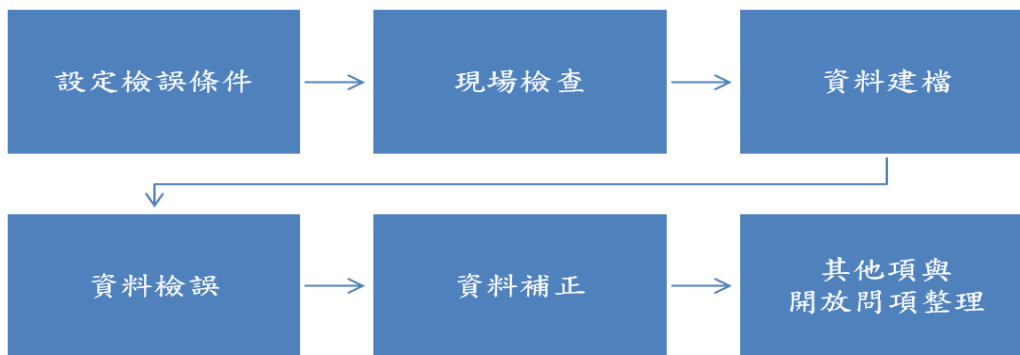 設定檢誤條件
現場檢查
資料建檔
資料檢誤
資料補正
其他項與
開放問項整理